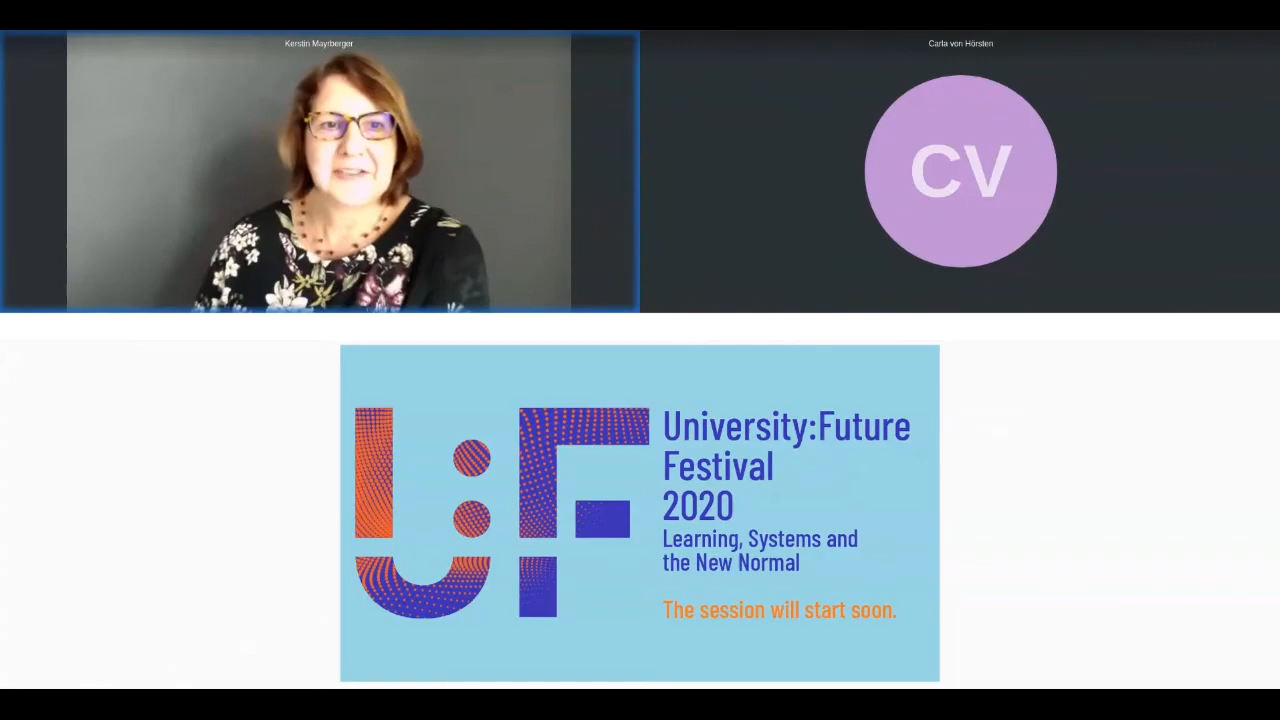 Kerstin Mayrberger
Carla von Hörsten
CV
U:F
University:Future
Festival
2020
Learning, Systems and
the New Normal
The session will start soon.